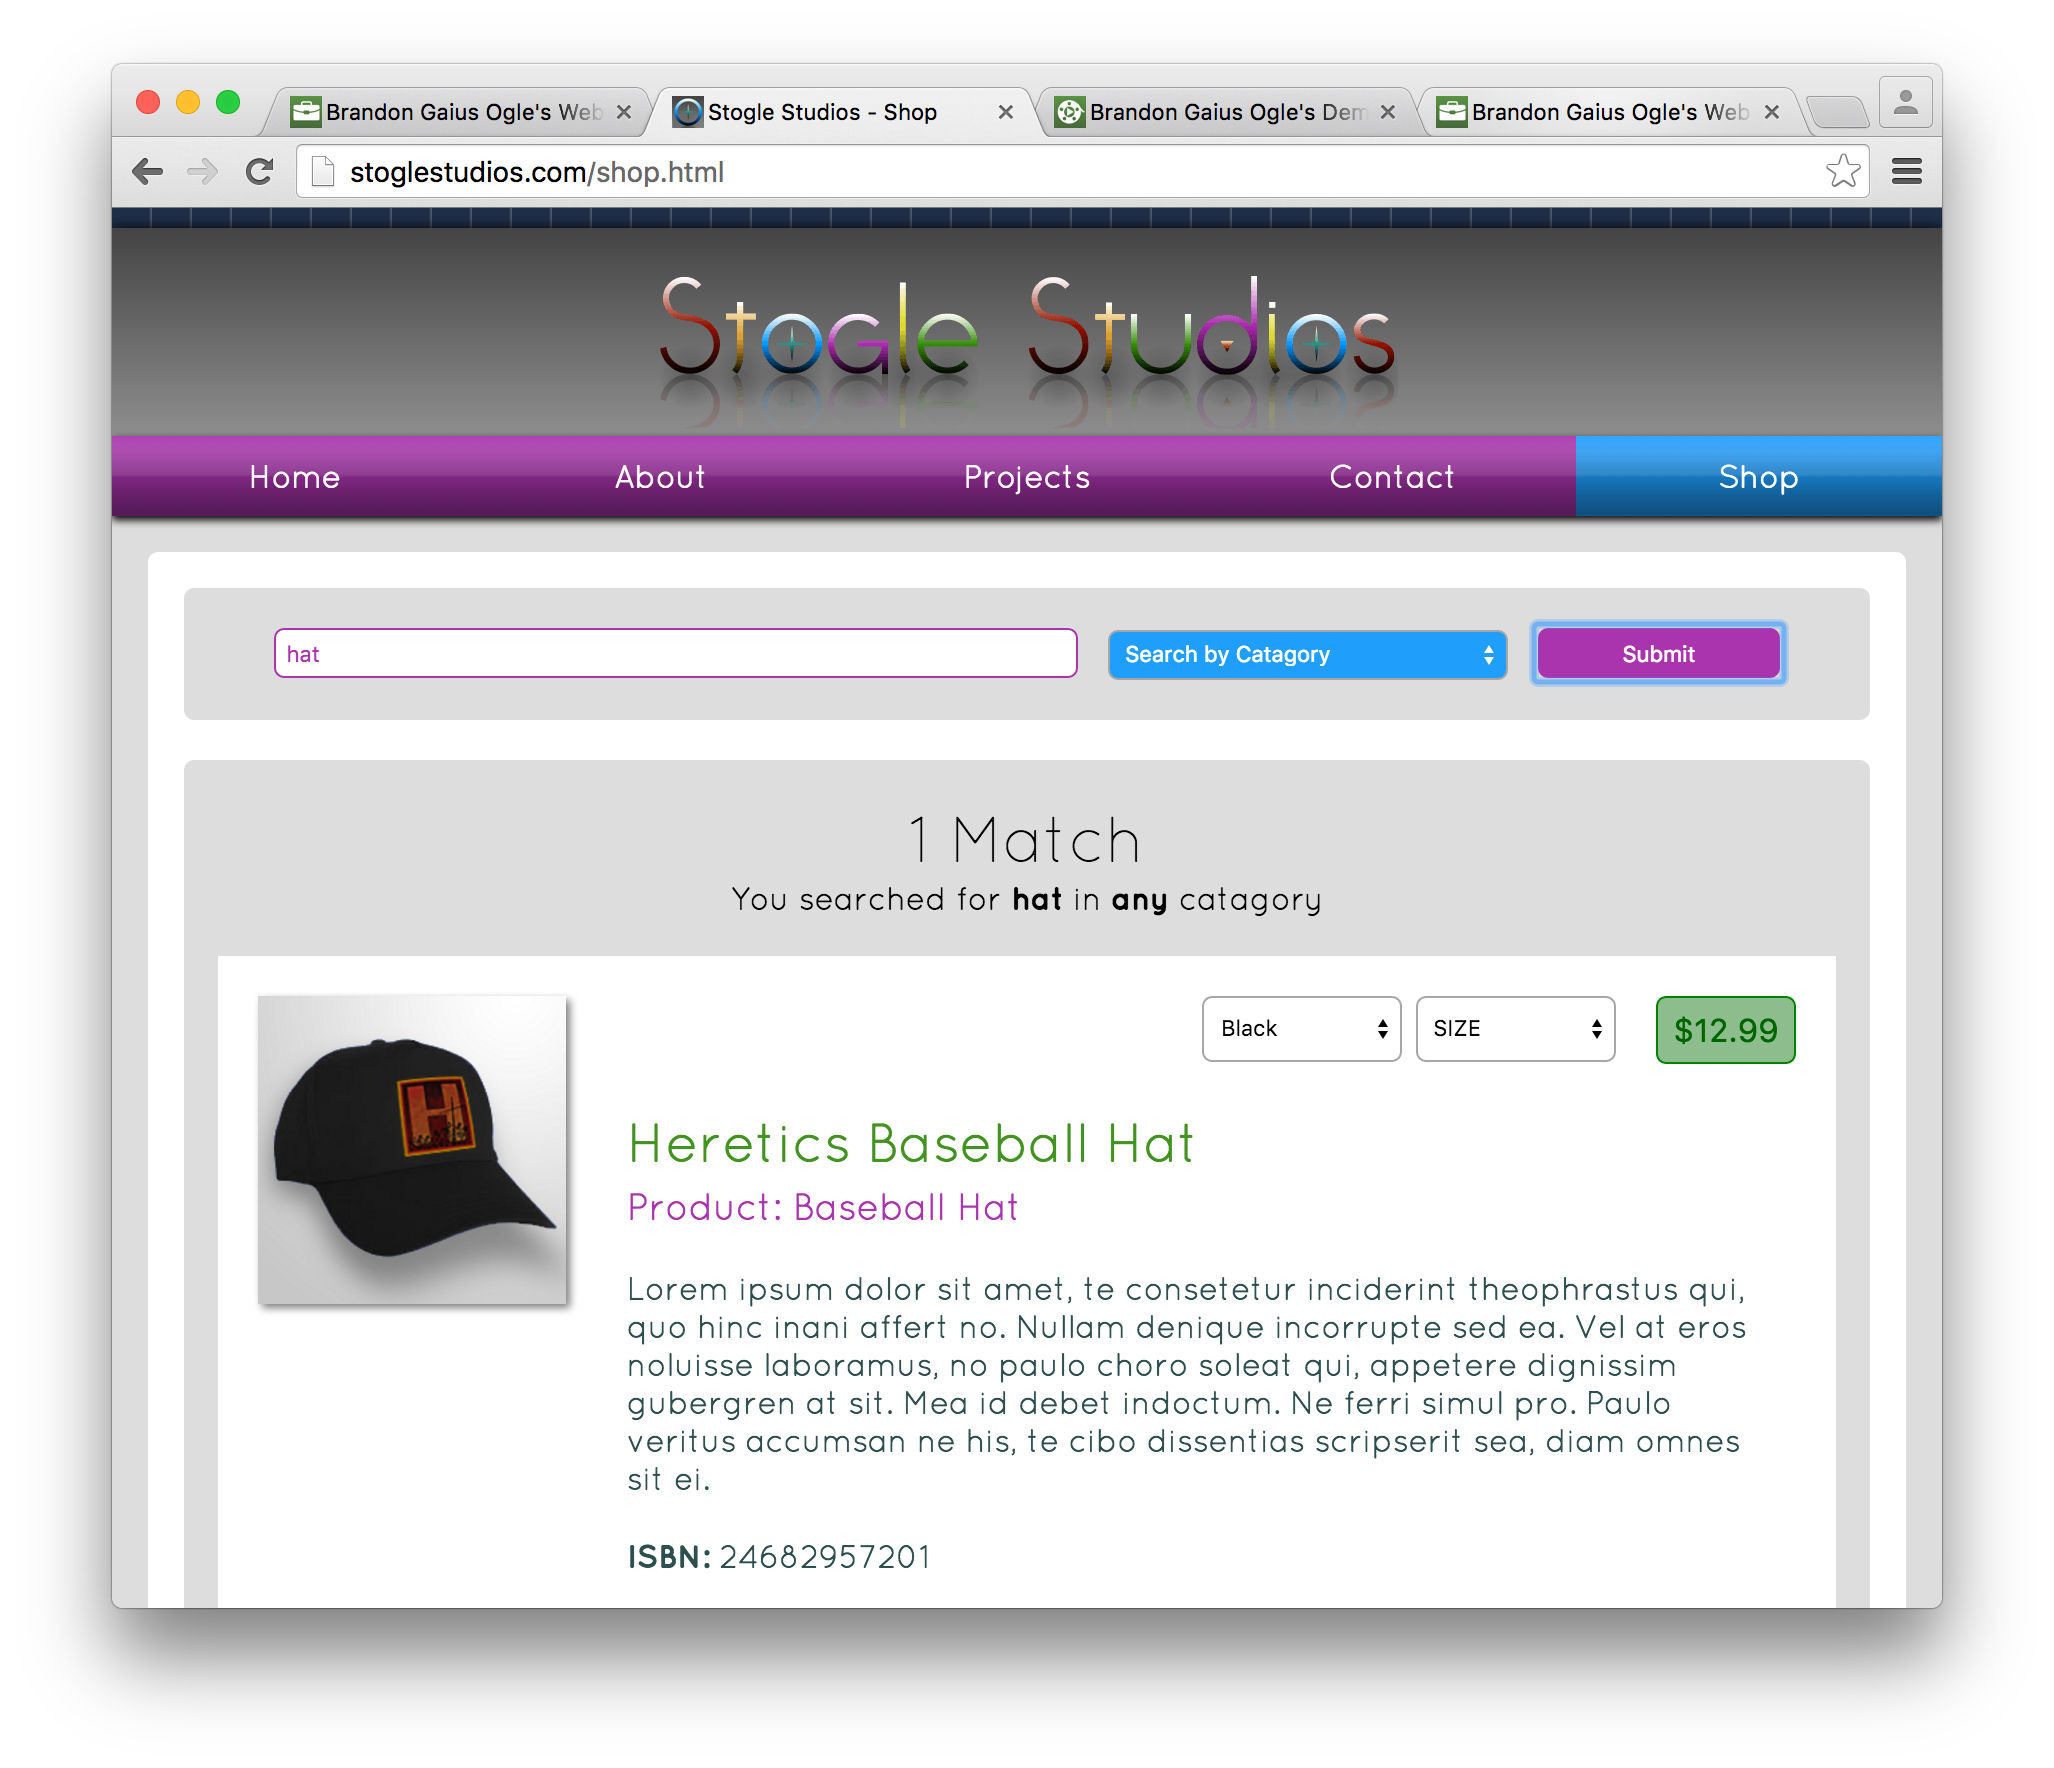 Brandon Gaius Ogle's Web
Stogle Studios - Shop
Brandon Gaius Ogle's Dem
Brandon Gaius Ogle's Web
stoglestudios.com/shop.html
Stogle Studios
Home
About
Projects
Contact
Shop
hat
Search by Catagory
Submit
1 Match
You searched for hat in any catagory
Black
SIZE
$12.99
H
Heretics Baseball Hat
Product: Baseball Hat
Lorem ipsum dolor sit amet, te consetetur inciderint theophrastus qui,
quo hinc inani affert no. Nullam denique incorrupte sed ea. Vel at eros
noluisse laboramus, no paulo choro soleat qui, appetere dignissim
gubergren at sit. Mea id debet indoctum. Ne ferri simul pro. Paulo
veritus accumsan ne his, te cibo dissentias scripserit sea, diam omnes
sit ei.
ISBN: 24682957201